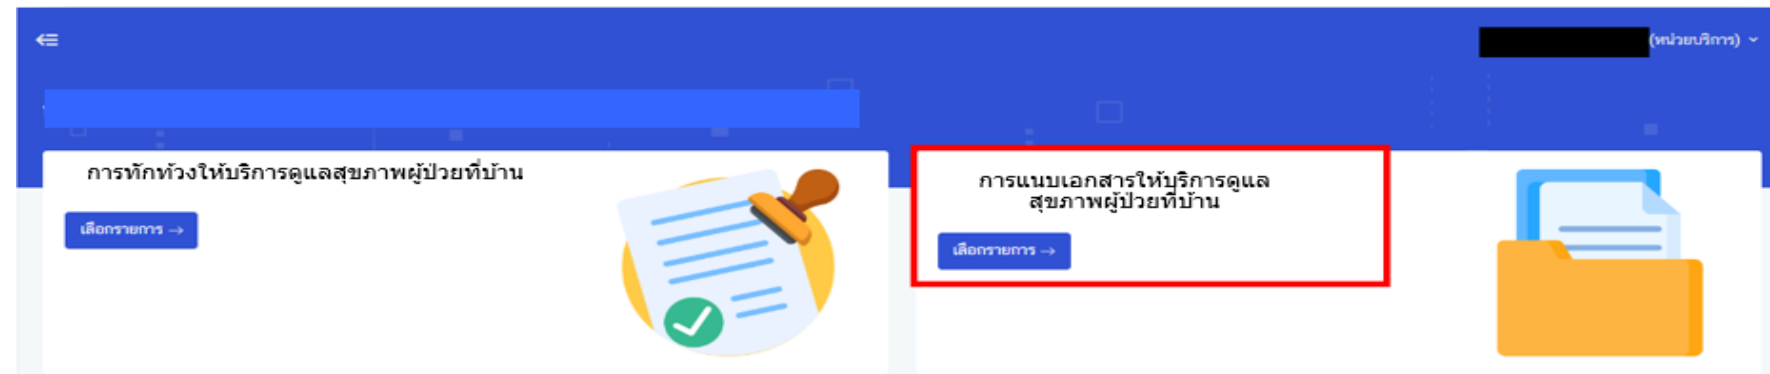 (หน่วยบริการ)
การทักท้วงให้บริการดูแลสุขภาพผู้ป่วยที่บ้าน
เลือกรายการ →
การแนบเอกสารให้บริการดูแล
สุขภาพผู้ป่วยที่บ้าน
เลือกรายการ →